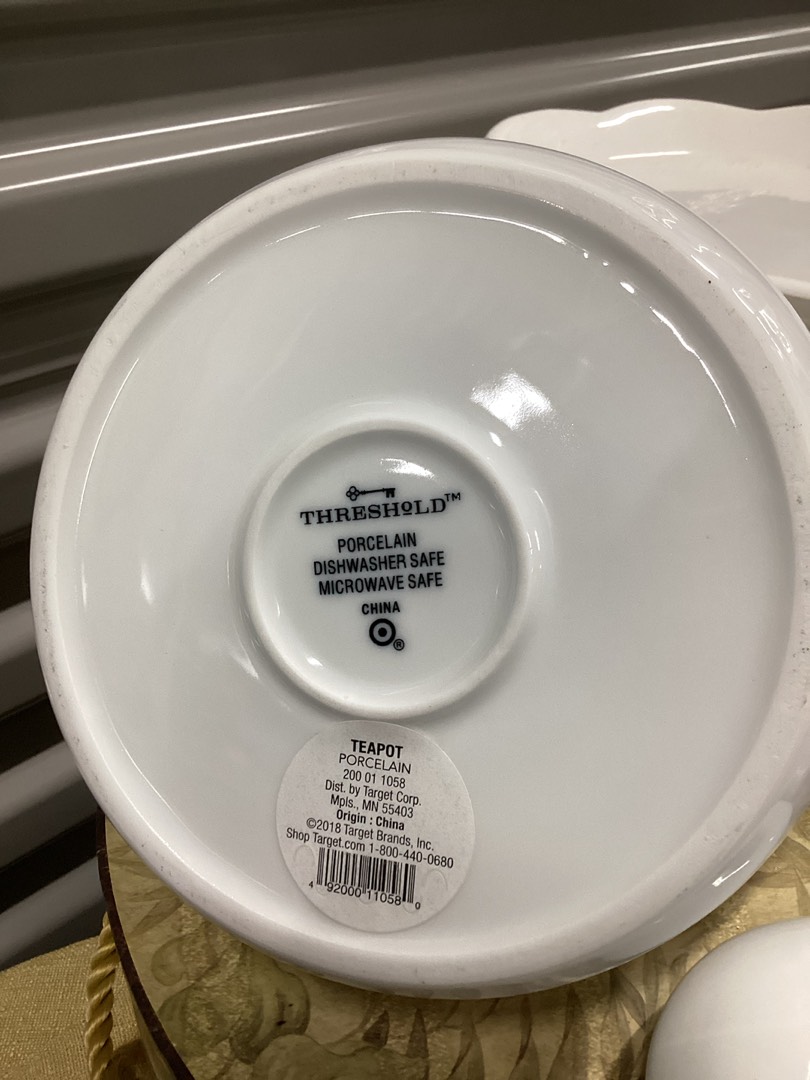 THRESHOLD™
PORCELAIN
DISHWASHER SAFE
MICROWAVE SAFE
CHINA
®
TEAPOT
PORCELAIN
200 01 1058
Dist. by Target Corp.
Mpls., MN 55403
Origin : China
©2018 Target Brands, Inc.
Shop Target.com 1-800-440-0680
4 92000 11058 0